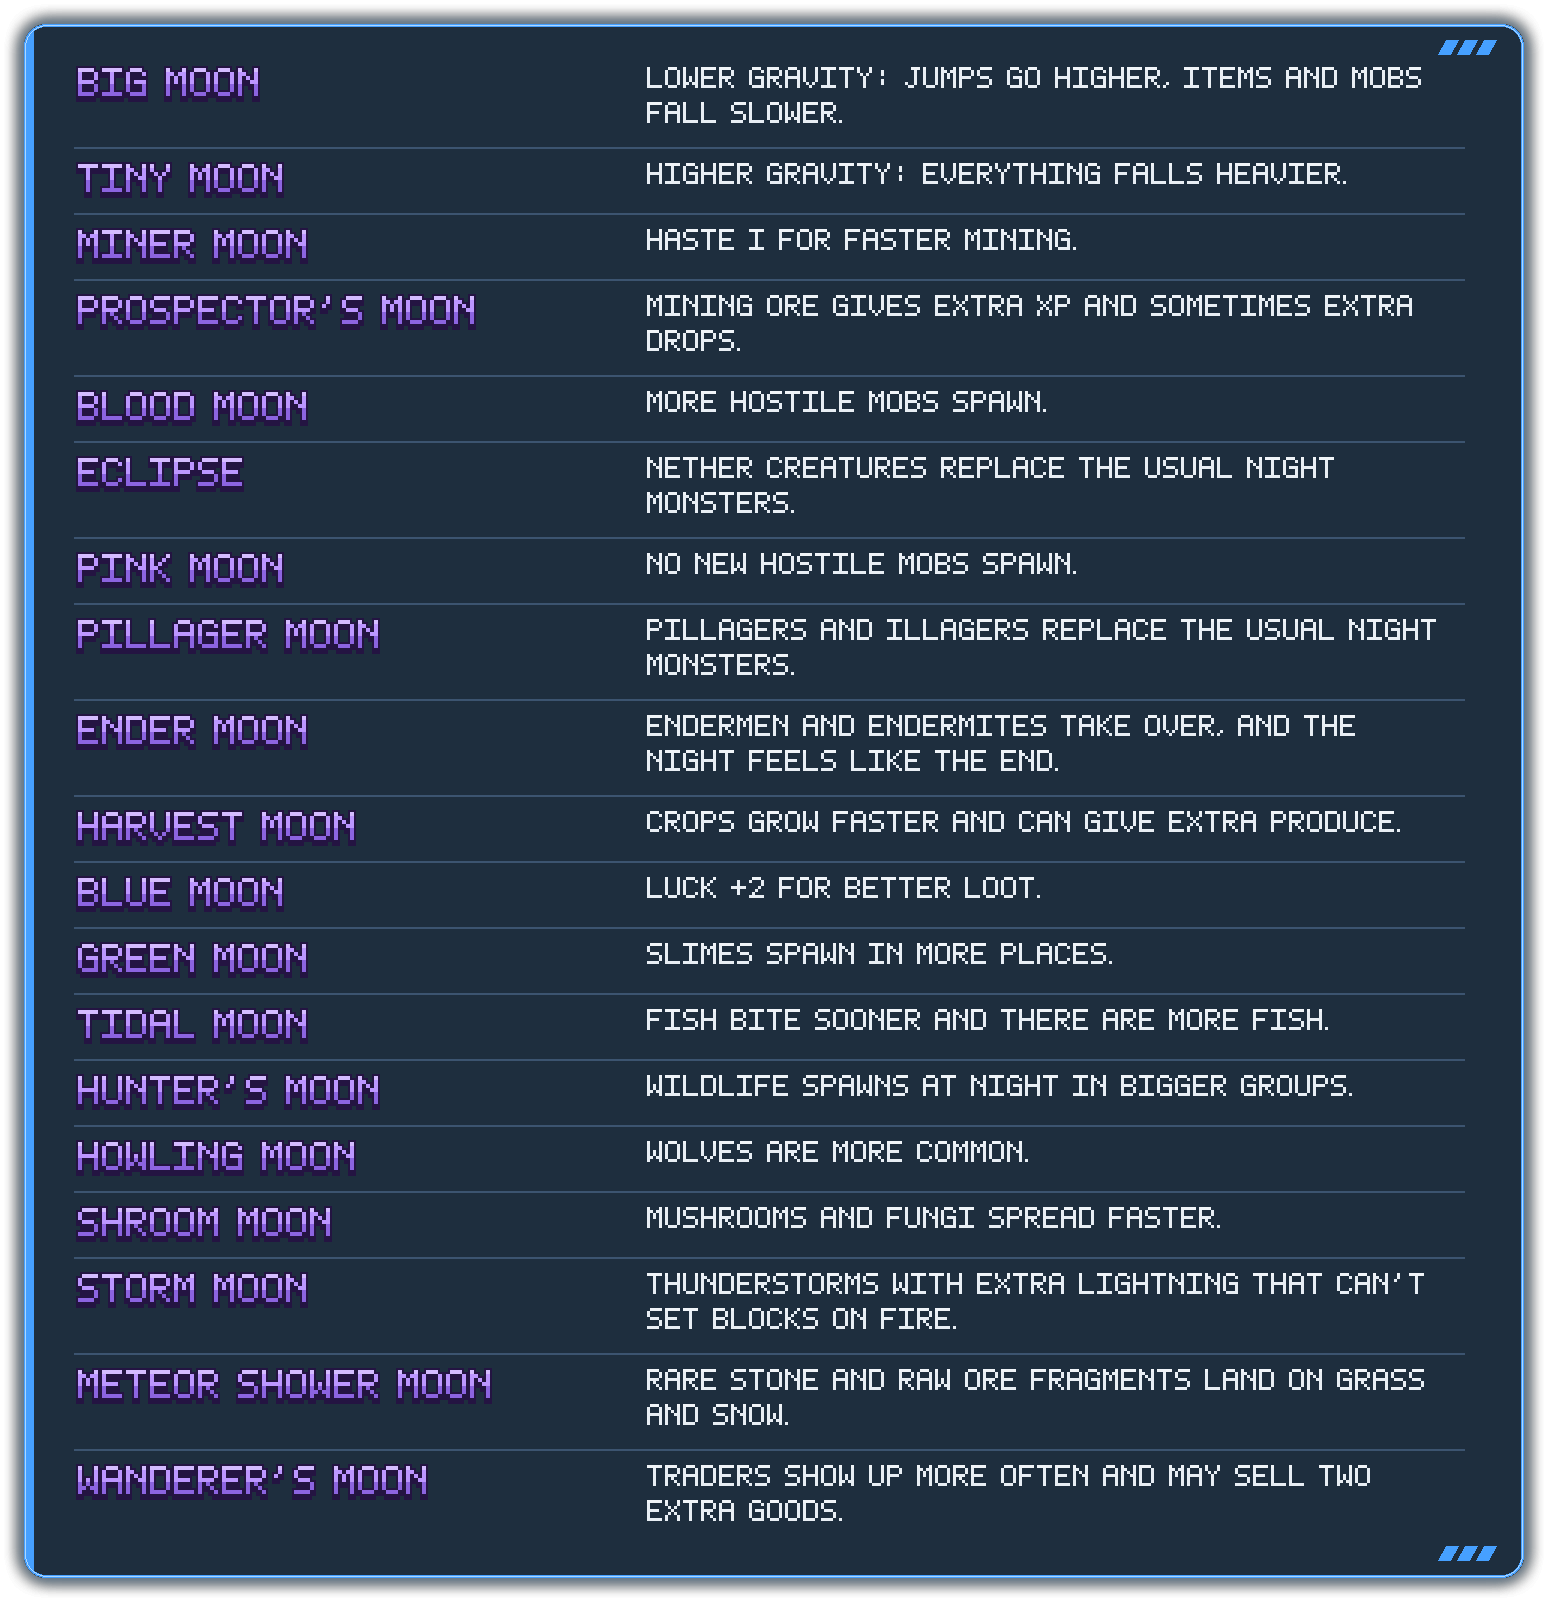 BIG MOON
LOWER GRAVITY: JUMPS GO HIGHER, ITEMS AND MOBS
FALL SLOWER.
TINY MOON
HIGHER GRAVITY: EVERYTHING FALLS HEAVIER.
MINER MOON
HASTE I FOR FASTER MINING.
PROSPECTOR'S MOON
MINING ORE GIVES EXTRA XP AND SOMETIMES EXTRA
DROPS.
BLOOD MOON
MORE HOSTILE MOBS SPAWN.
ECLIPSE
NETHER CREATURES REPLACE THE USUAL NIGHT
MONSTERS.
PINK MOON
NO NEW HOSTILE MOBS SPAWN.
PILLAGER MOON
PILLAGERS AND ILLAGERS REPLACE THE USUAL NIGHT
MONSTERS.
ENDER MOON
ENDERMEN AND ENDERMITES TAKE OVER, AND THE
NIGHT FEELS LIKE THE END.
HARVEST MOON
CROPS GROW FASTER AND CAN GIVE EXTRA PRODUCE.
BLUE MOON
LUCK +2 FOR BETTER LOOT.
GREEN MOON
SLIMES SPAWN IN MORE PLACES.
TIDAL MOON
FISH BITE SOONER AND THERE ARE MORE FISH.
HUNTER'S MOON
WILDLIFE SPAWNS AT NIGHT IN BIGGER GROUPS.
HOWLING MOON
WOLVES ARE MORE COMMON.
SHROOM MOON
MUSHROOMS AND FUNGI SPREAD FASTER.
STORM MOON
THUNDERSTORMS WITH EXTRA LIGHTNING THAT CAN'T
SET BLOCKS ON FIRE.
METEOR SHOWER MOON
RARE STONE AND RAW ORE FRAGMENTS LAND ON GRASS
AND SNOW.
WANDERER'S MOON
TRADERS SHOW UP MORE OFTEN AND MAY SELL TWO
EXTRA GOODS.